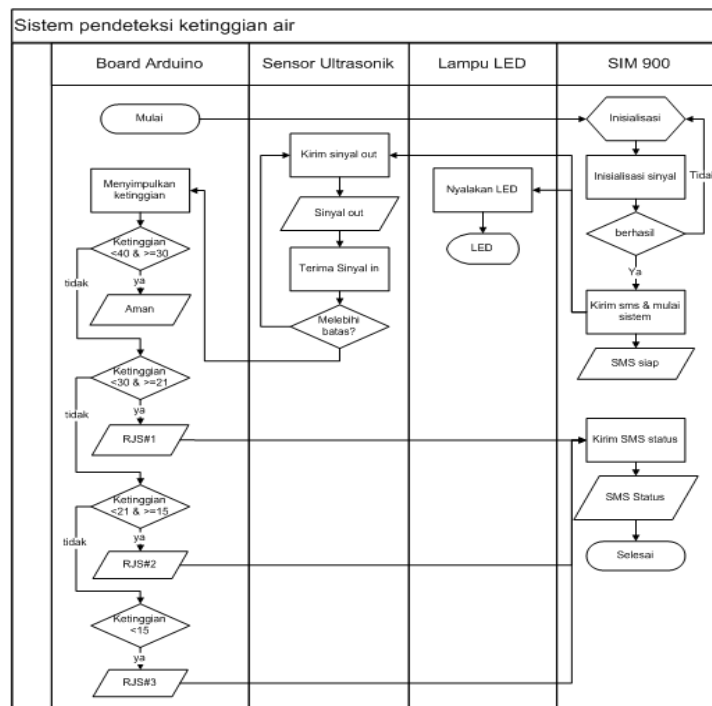 Sistem pendeteksi ketinggian air
Board Arduino
Sensor Ultrasonik
Lampu LED
SIM 900
Mulai
Menyimpulkan
ketinggian
Ketinggian
<40 & >=30
tidak
ya
Aman
Ketinggian
<30 & >=21
tidak
ya
RJS#1
Ketinggian
<21 & >=15
tidak
ya
RJS#2
Ketinggian
<15
ya
RJS#3
Kirim sinyal out
Sinyal out
Terima Sinyal in
Melebihi
batas?
Nyalakan LED
LED
Inisialisasi
Inisialisasi sinyal
Tidak
berhasil
Ya
Kirim sms & mulai
sistem
SMS siap
Kirim SMS status
SMS Status
Selesai